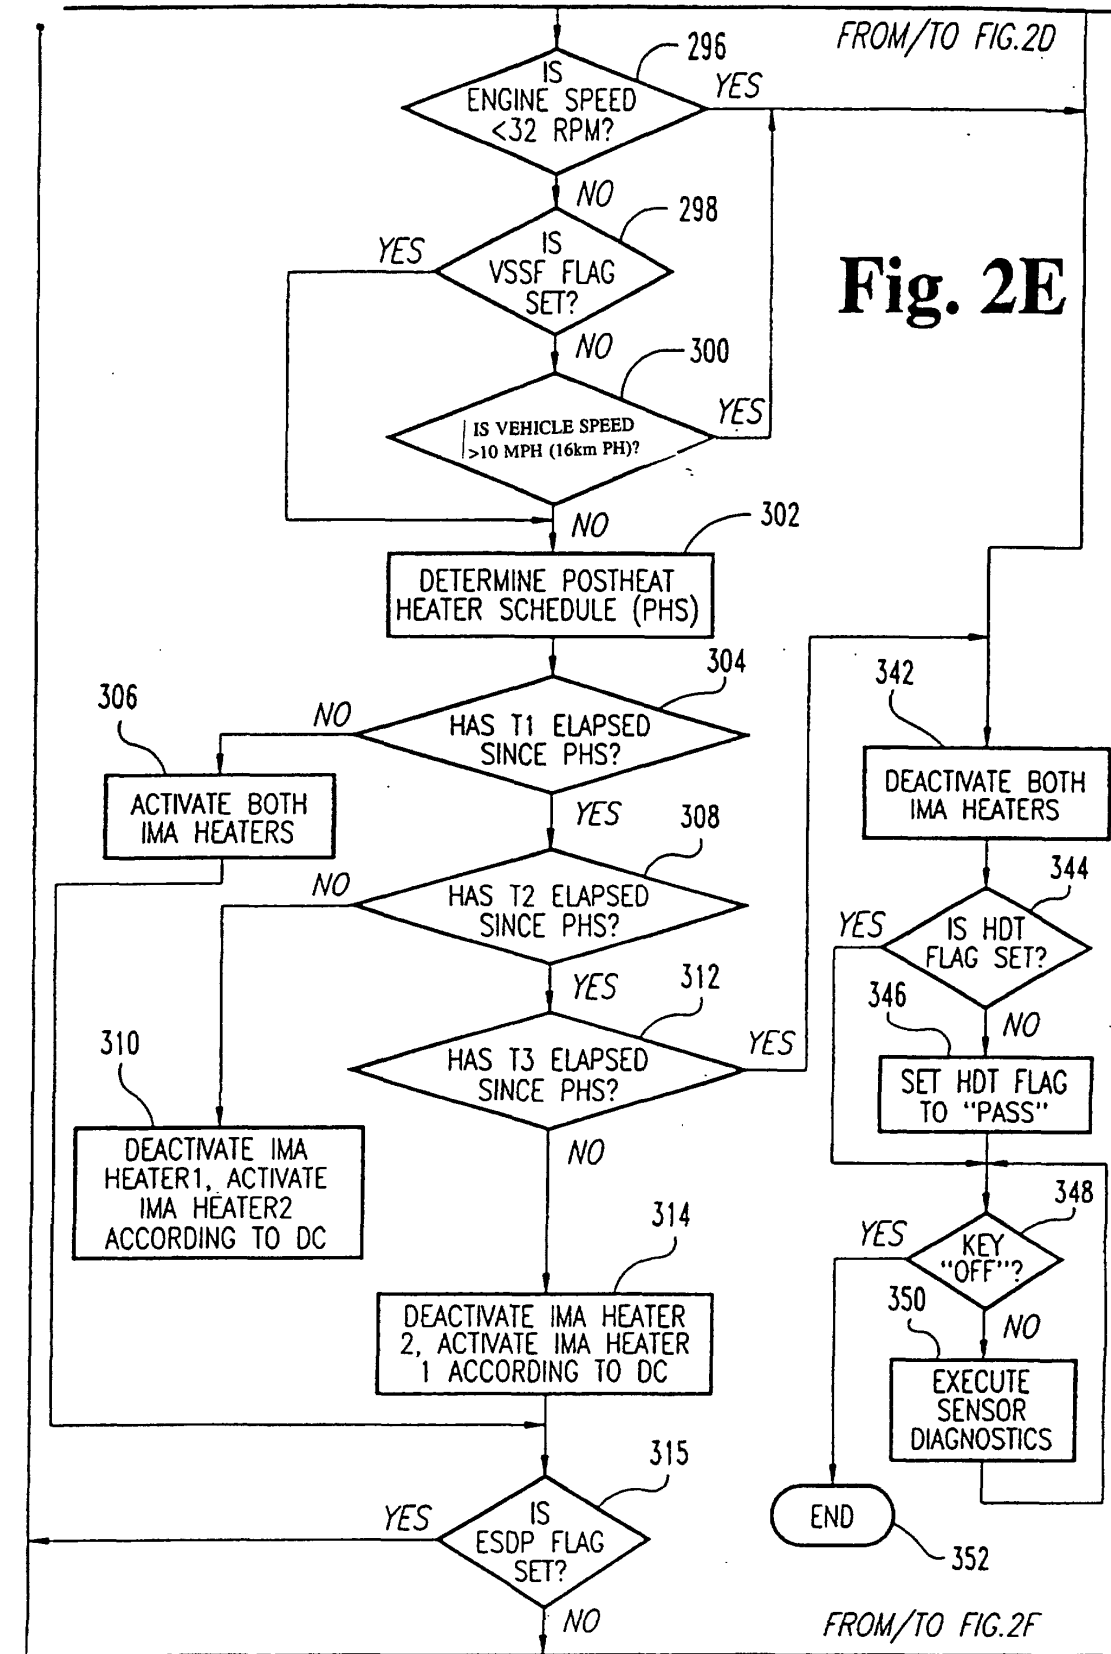 FROM/TO FIG.2D
296
IS
ENGINE SPEED
<32 RPM?
YES
NO
298
IS
VSSF FLAG
SET?
YES
NO
Fig. 2E
300
IS VEHICLE SPEED
>10 MPH (16km PH)?
YES
NO
302
DETERMINE POSTHEAT
HEATER SCHEDULE (PHS)
304
HAS T1 ELAPSED
SINCE PHS?
NO
YES
306
ACTIVATE BOTH
IMA HEATERS
308
HAS T2 ELAPSED
SINCE PHS?
NO
YES
310
DEACTIVATE IMA
HEATER1, ACTIVATE
IMA HEATER2
ACCORDING TO DC
312
HAS T3 ELAPSED
SINCE PHS?
YES
NO
314
DEACTIVATE IMA HEATER
2, ACTIVATE IMA HEATER
1 ACCORDING TO DC
315
IS
ESDP FLAG
SET?
YES
NO
342
DEACTIVATE BOTH
IMA HEATERS
344
IS HDT
FLAG SET?
YES
NO
346
SET HDT FLAG
TO "PASS"
348
KEY
"OFF"?
YES
NO
350
EXECUTE
SENSOR
DIAGNOSTICS
END
352
FROM/TO FIG.2F